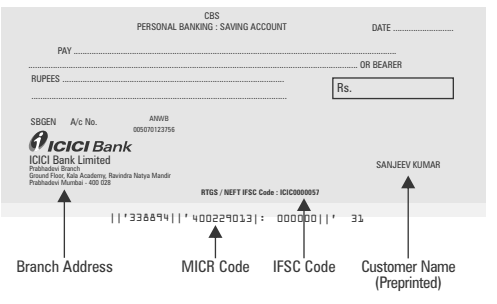 CBS
PERSONAL BANKING : SAVING ACCOUNT
DATE ............................
PAY ................................................................
................................................................ OR BEARER
RUPEES ................................................................
................................................................
Rs.
SBGEN A/c No. ANWB
005070123756
ICICI Bank
ICICI Bank Limited
Prabhadevi Branch
Ground Floor, Kala Academy, Ravindra Natya Mandir
Prabhadevi Mumbai - 400 028
SANJEEV KUMAR
RTGS / NEFT IFSC Code : ICIC0000057
||'338894||' 400229013|: 000000||' 31
Branch Address
MICR Code
IFSC Code
Customer Name
(Preprinted)